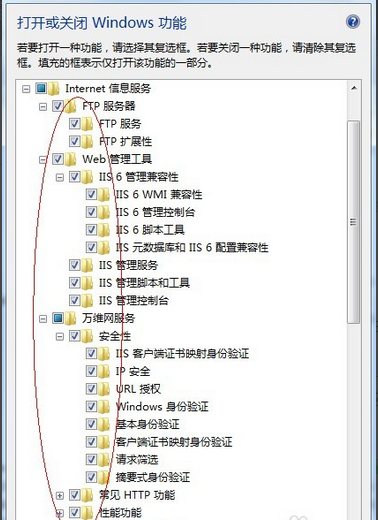 打开或关闭 Windows 功能
若要打开一种功能，请选择其复选框。若要关闭一种功能，请清除其复选
框。填充的框表示仅打开该功能的一部分。
Internet 信息服务
FTP 服务器
FTP 服务
FTP 扩展性
Web 管理工具
IIS 6 管理兼容性
IIS 6 WMI 兼容性
IIS 6 管理控制台
IIS 6 脚本工具
IIS 元数据库和 IIS 6 配置兼容性
IIS 管理服务
IIS 管理脚本和工具
IIS 管理控制台
万维网服务
安全性
IIS 客户端证书映射身份验证
IP 安全
URL 授权
Windows 身份验证
基本身份验证
客户端证书映射身份验证
请求筛选
摘要式身份验证
常见 HTTP 功能
性能功能